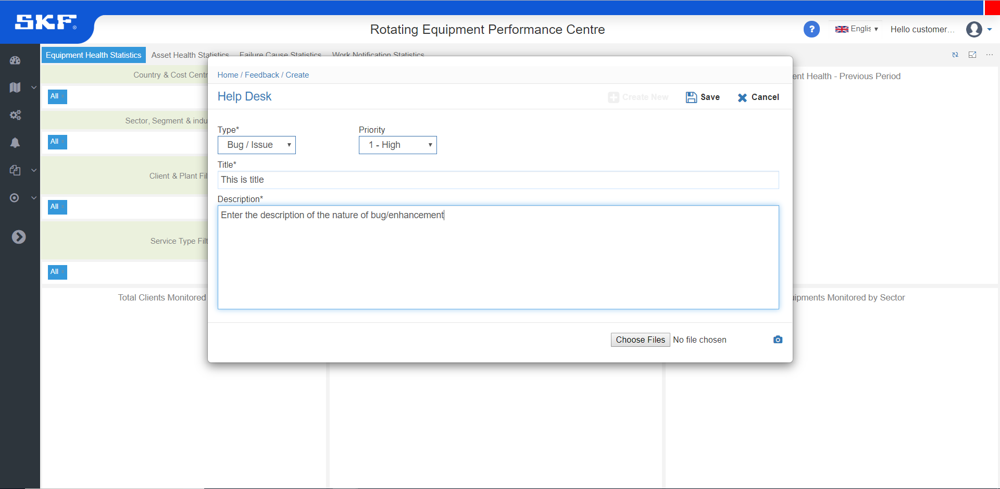 SKF®
Rotating Equipment Performance Centre
?
Englis
Hello customer...
Equipment Health Statistics Asset Health Statistics Failure Cause Statistics Work Notification Statistics
Country & Cost Centr
All
Sector, Segment & indu
All
Client & Plant Fil
All
Service Type Filt
All
Total Clients Monitored
Home / Feedback / Create
Help Desk
Create New Save Cancel
Type* Priority
Bug / Issue 1 - High
Title*
This is title
Description*
Enter the description of the nature of bug/enhancement
Choose Files No file chosen
ent Health - Previous Period
uipments Monitored by Sector